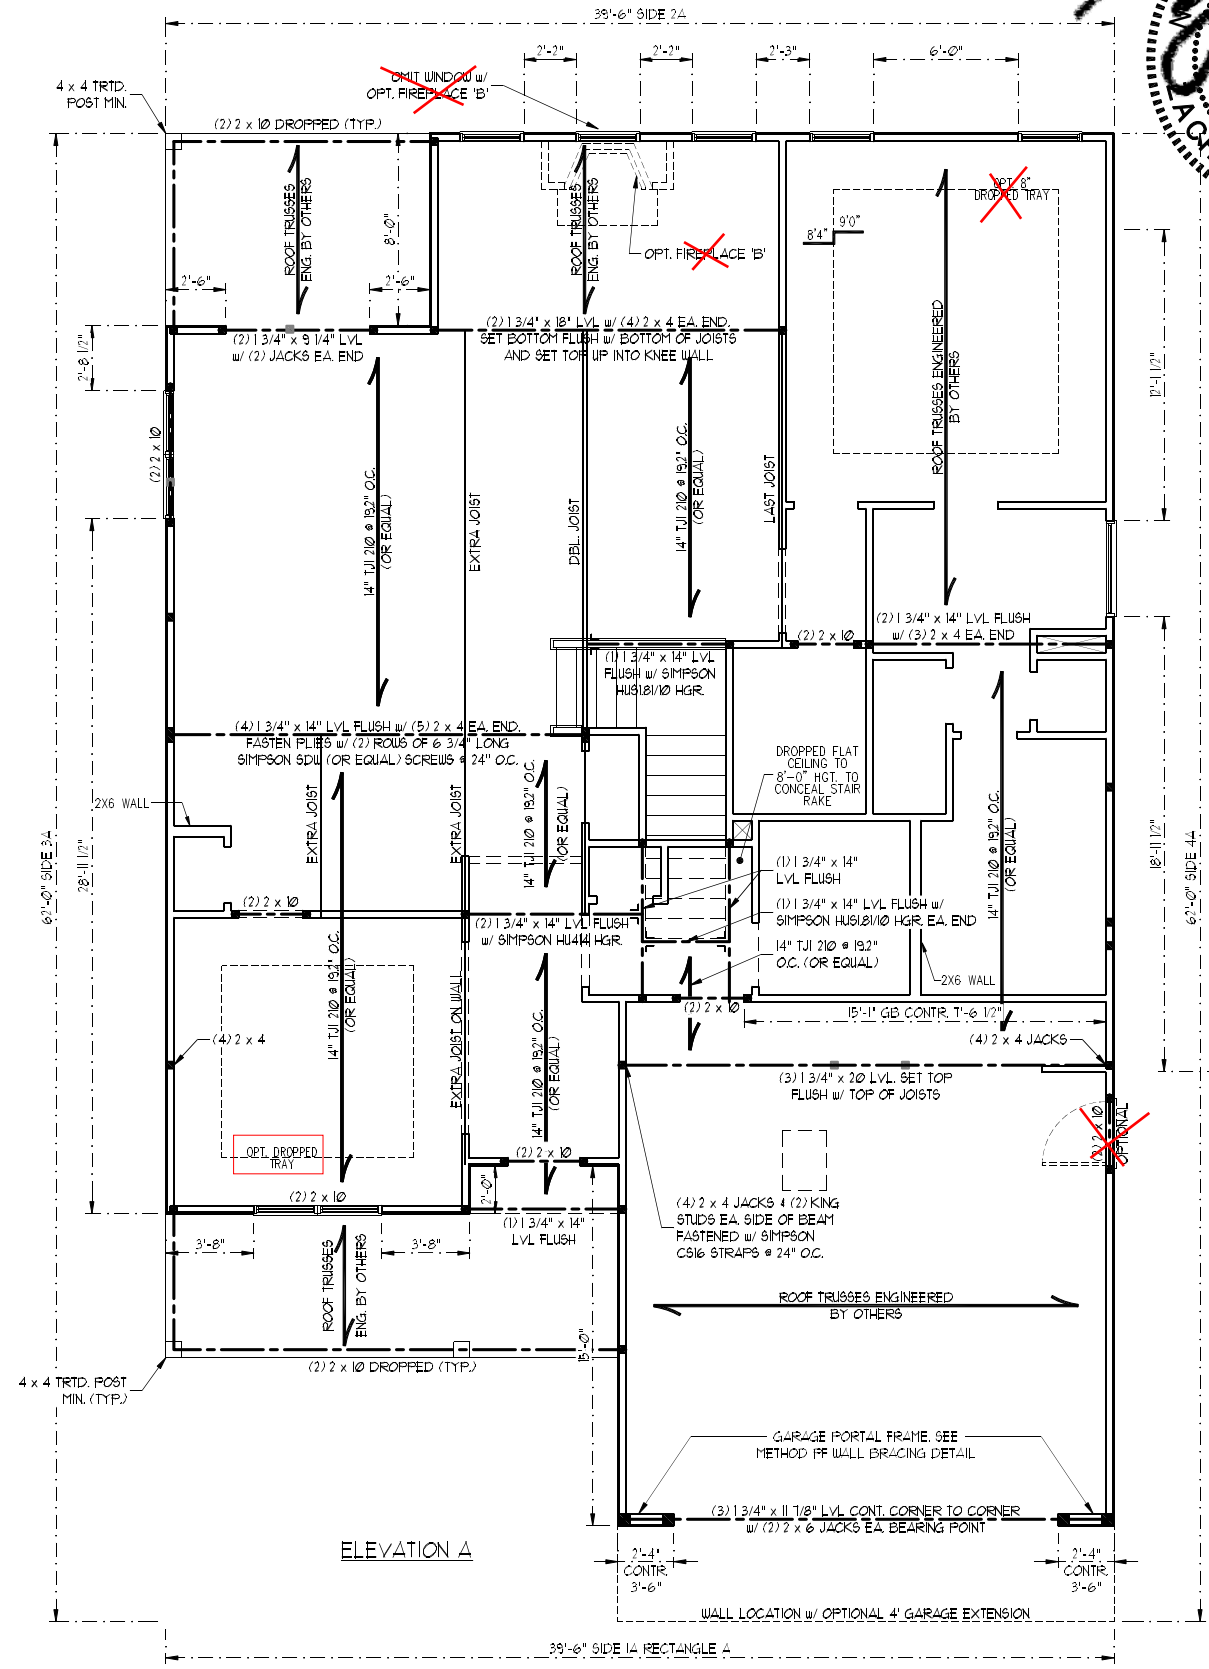 39'-6" SIDE 2A
2'-2"
2'-2"
2'-3"
6'-0"
OMIT WINDOW w/
OPT. FIREPLACE 'B'
4 x 4 TRTD.
POST MIN.
(2) 2 x 10 DROPPED (TYP.)
ROOF TRUSSES
ENG. BY OTHERS
8'-0"
ROOF TRUSSES
ENG. BY OTHERS
OPT. 8"
DROPPED TRAY
9'0"
8'4"
OPT. FIREPLACE 'B'
2'-6"
2'-6"
(2) 1 3/4" x 9 1/4" LVL
w/ (2) JACKS EA. END
(2) 1 3/4" x 18" LVL w/ (4) 2 x 4 EA. END.
SET BOTTOM FLUSH w/ BOTTOM OF JOISTS
AND SET TOP UP INTO KNEE WALL
2'-8 1/2"
ROOF TRUSSES ENGINEERED
BY OTHERS
12'-1 1/2"
(2) 2 x 10
14" TJI 210 @ 19.2" O.C.
(OR EQUAL)
EXTRA JOIST
DBL. JOIST
14" TJI 210 @ 19.2" O.C.
(OR EQUAL)
LAST JOIST
(2) 1 3/4" x 14" LVL FLUSH
w/ (3) 2 x 4 EA. END
(2) 2 x 10
(1) 1 3/4" x 14" LVL
FLUSH w/ SIMPSON
HUS1.81/10 HGR.
(4) 1 3/4" x 14" LVL FLUSH w/ (5) 2 x 4 EA. END.
FASTEN PLIES w/ (2) ROWS OF 6 3/4" LONG
SIMPSON SDW (OR EQUAL) SCREWS @ 24" O.C.
DROPPED FLAT
CEILING TO
8'-0" HGT. TO
CONCEAL STAIR
RAKE
2X6 WALL
EXTRA JOIST
EXTRA JOIST
14" TJI 210 @ 19.2" O.C.
(OR EQUAL)
14" TJI 210 @ 19.2" O.C.
(OR EQUAL)
18'-11 1/2"
62'-0" SIDE 3A
28'-11 1/2"
62'-0" SIDE 4A
(1) 1 3/4" x 14"
LVL FLUSH
(2) 2 x 10
(1) 1 3/4" x 14" LVL FLUSH w/
SIMPSON HUS1.81/10 HGR. EA. END
(2) 1 3/4" x 14" LVL FLUSH
w/ SIMPSON HU414 HGR.
14" TJI 210 @ 19.2"
O.C. (OR EQUAL)
2X6 WALL
14" TJI 210 @ 19.2" O.C.
(OR EQUAL)
EXTRA JOIST ON WALL
14" TJI 210 @ 19.2" O.C.
(OR EQUAL)
(2) 2 x 10
15'-1" GB CONTR. 7'-6 1/2"
(4) 2 x 4
(4) 2 x 4 JACKS
(3) 1 3/4" x 20 LVL. SET TOP
FLUSH w/ TOP OF JOISTS
(2) 2 x 10
OPTIONAL
OPT. DROPPED
TRAY
(2) 2 x 10
(2) 2 x 10
2'-0"
(4) 2 x 4 JACKS & (2) KING
STUDS EA. SIDE OF BEAM
FASTENED w/ SIMPSON
CS16 STRAPS @ 24" O.C.
(1) 1 3/4" x 14"
LVL FLUSH
3'-8"
3'-8"
ROOF TRUSSES
ENG. BY OTHERS
ROOF TRUSSES ENGINEERED
BY OTHERS
15'-0"
(2) 2 x 10 DROPPED (TYP.)
4 x 4 TRTD. POST
MIN. (TYP.)
GARAGE PORTAL FRAME. SEE
METHOD PF WALL BRACING DETAIL
(3) 1 3/4" x 11 7/8" LVL CONT. CORNER TO CORNER
w/ (2) 2 x 6 JACKS EA. BEARING POINT
ELEVATION A
2'-4"
CONTR.
3'-6"
2'-4"
CONTR.
3'-6"
WALL LOCATION w/ OPTIONAL 4' GARAGE EXTENSION
39'-6" SIDE 1A RECTANGLE A